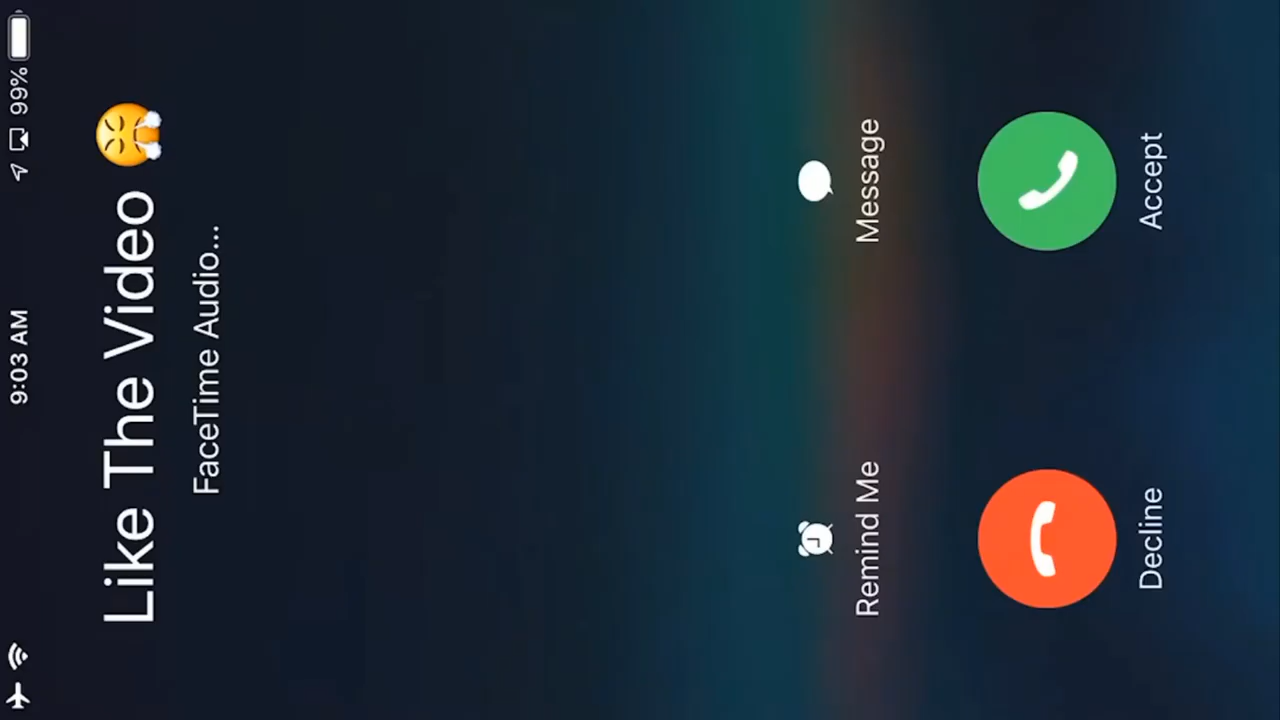 9:03 AM
99%
Like The Video 😤
FaceTime Audio...
Remind Me
Message
Decline
Accept